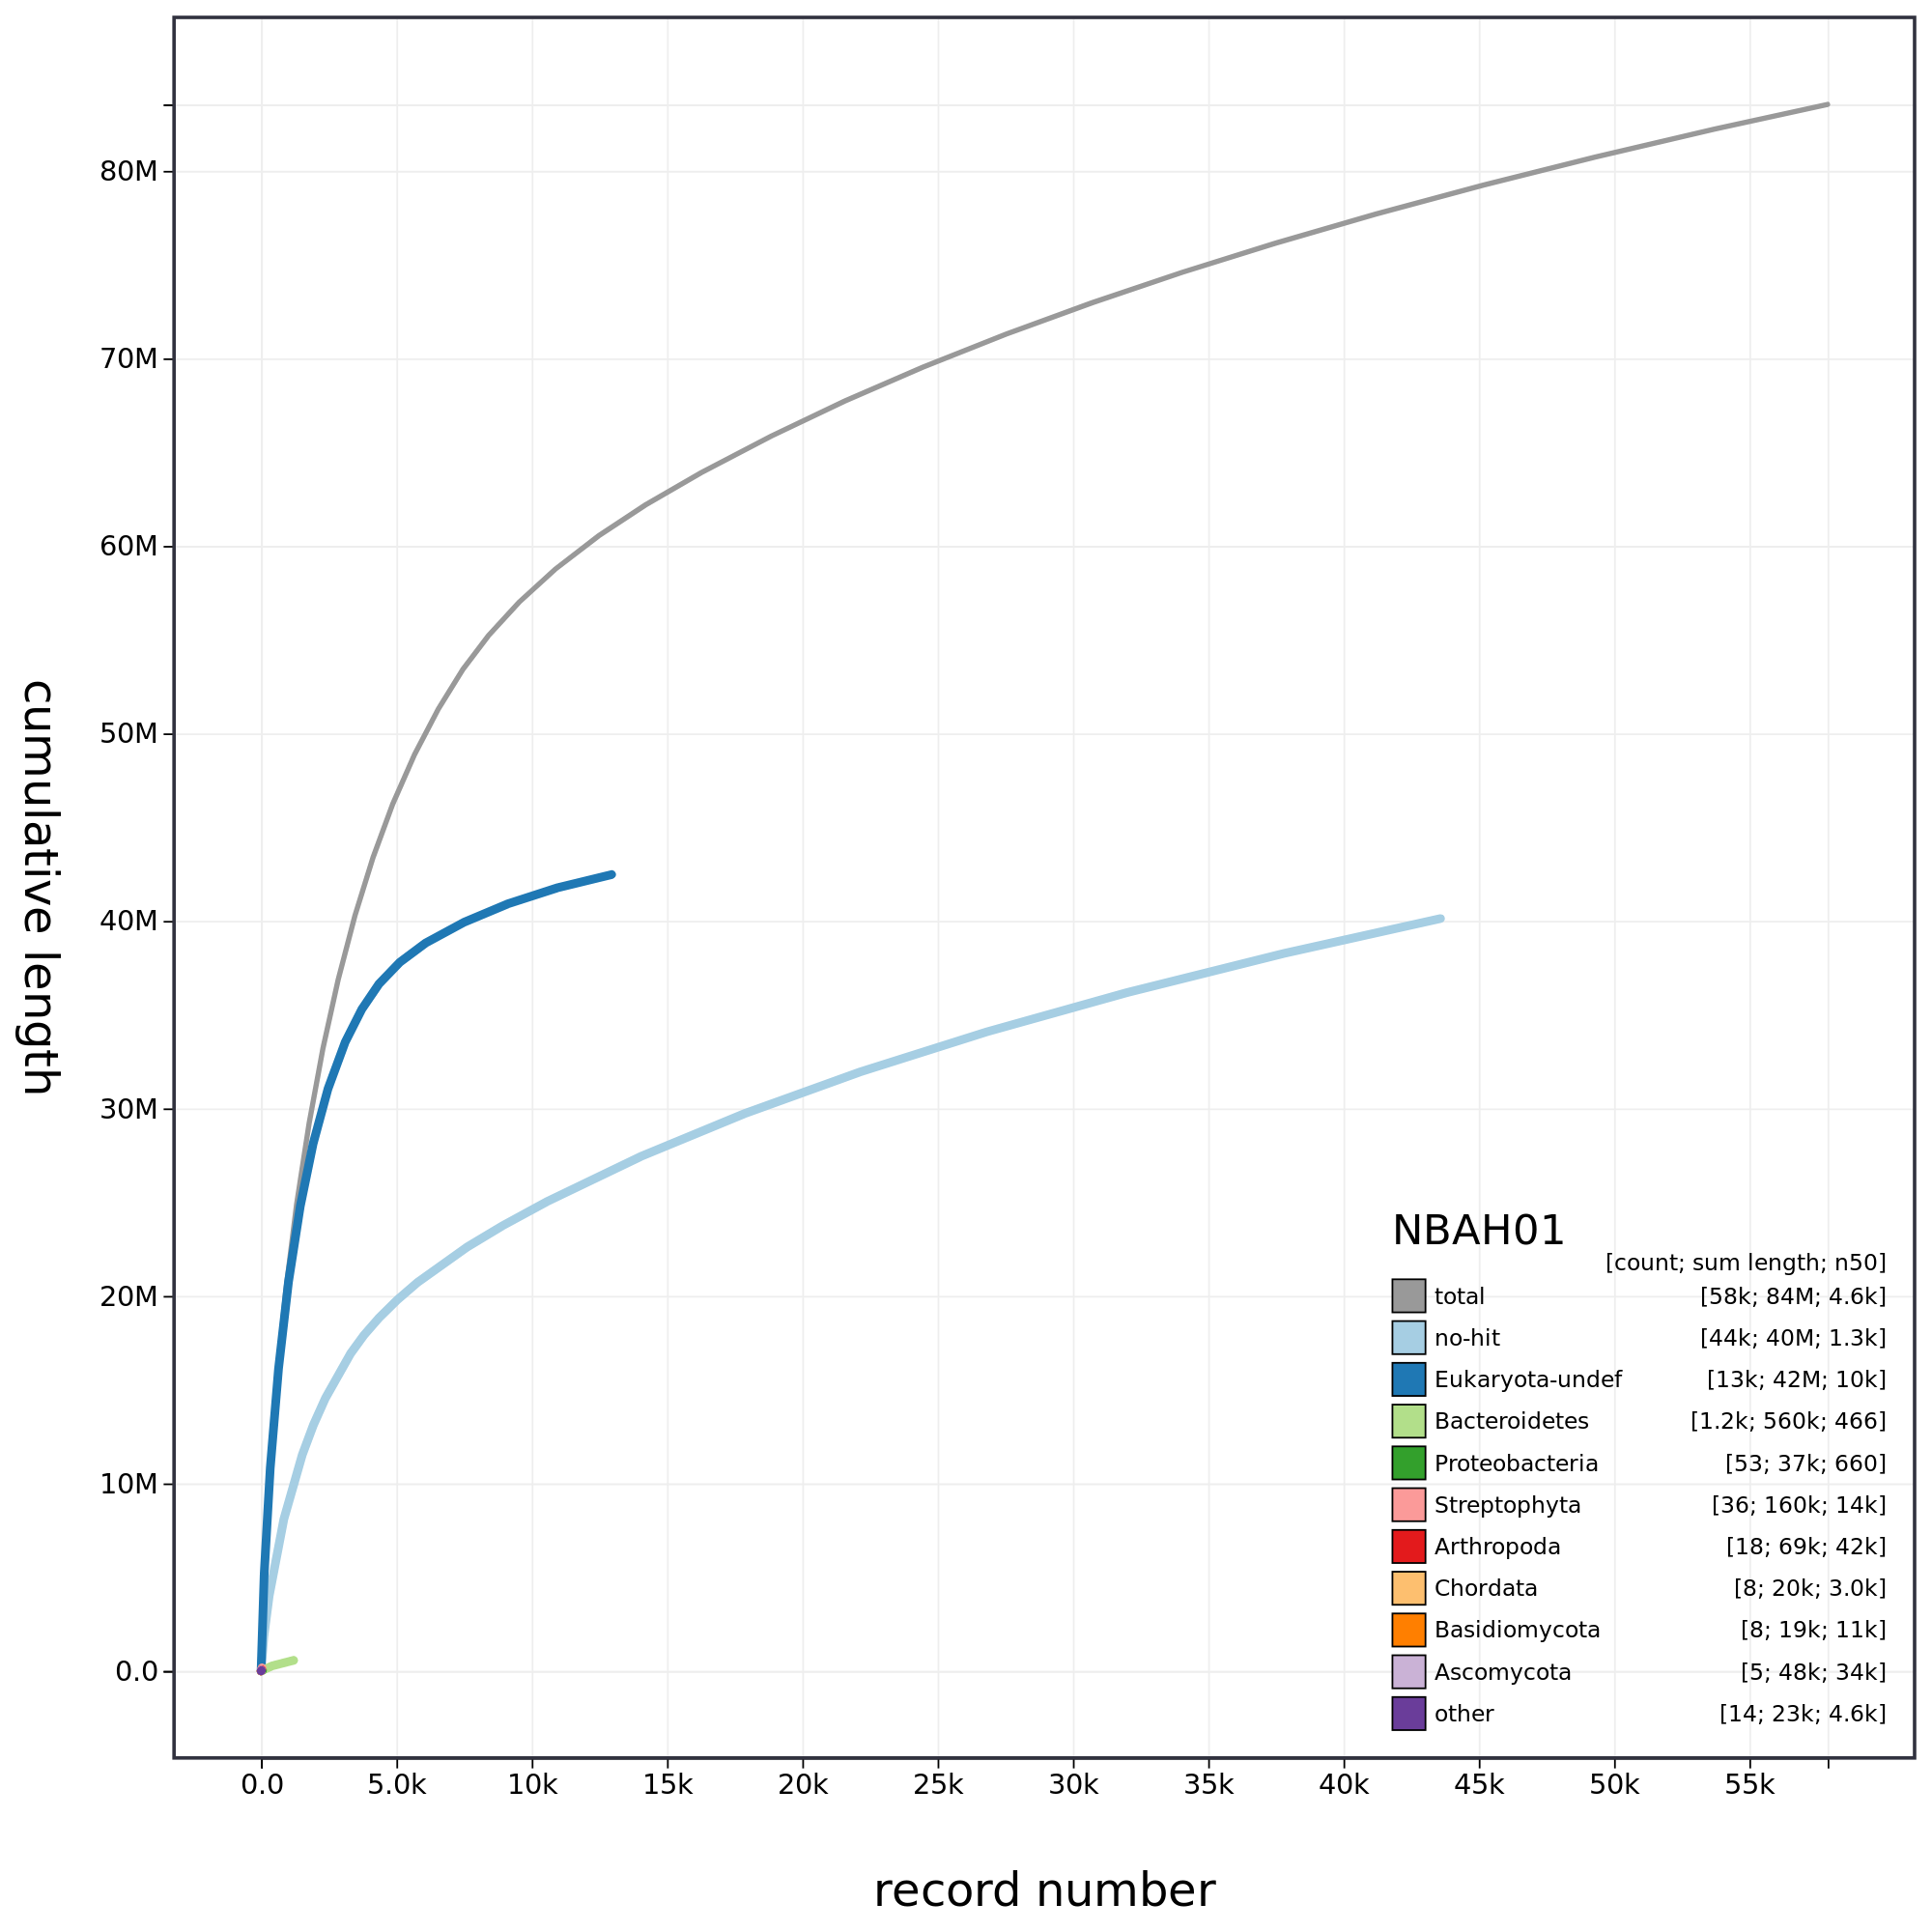 80M
70M
60M
50M
40M
30M
20M
10M
0.0
cumulative length
NBAH01
[count; sum length; n50]
total [58k; 84M; 4.6k]
no-hit [44k; 40M; 1.3k]
Eukaryota-undef [13k; 42M; 10k]
Bacteroidetes [1.2k; 560k; 466]
Proteobacteria [53; 37k; 660]
Streptophyta [36; 160k; 14k]
Arthropoda [18; 69k; 42k]
Chordata [8; 20k; 3.0k]
Basidiomycota [8; 19k; 11k]
Ascomycota [5; 48k; 34k]
other [14; 23k; 4.6k]
0.0 5.0k 10k 15k 20k 25k 30k 35k 40k 45k 50k 55k
record number